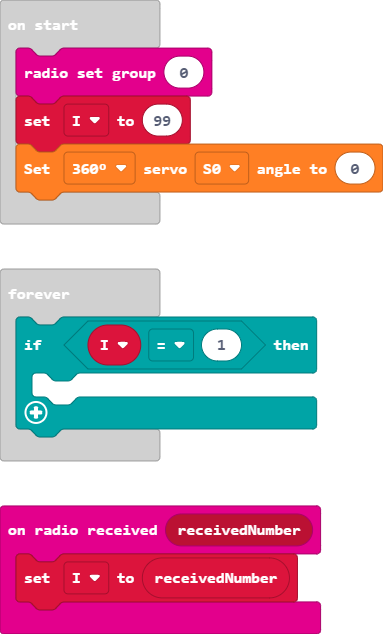 on start
radio set group 0
set I to 99
Set 360º servo S0 angle to 0
forever
if I = 1 then
on radio received receivedNumber
set I to receivedNumber